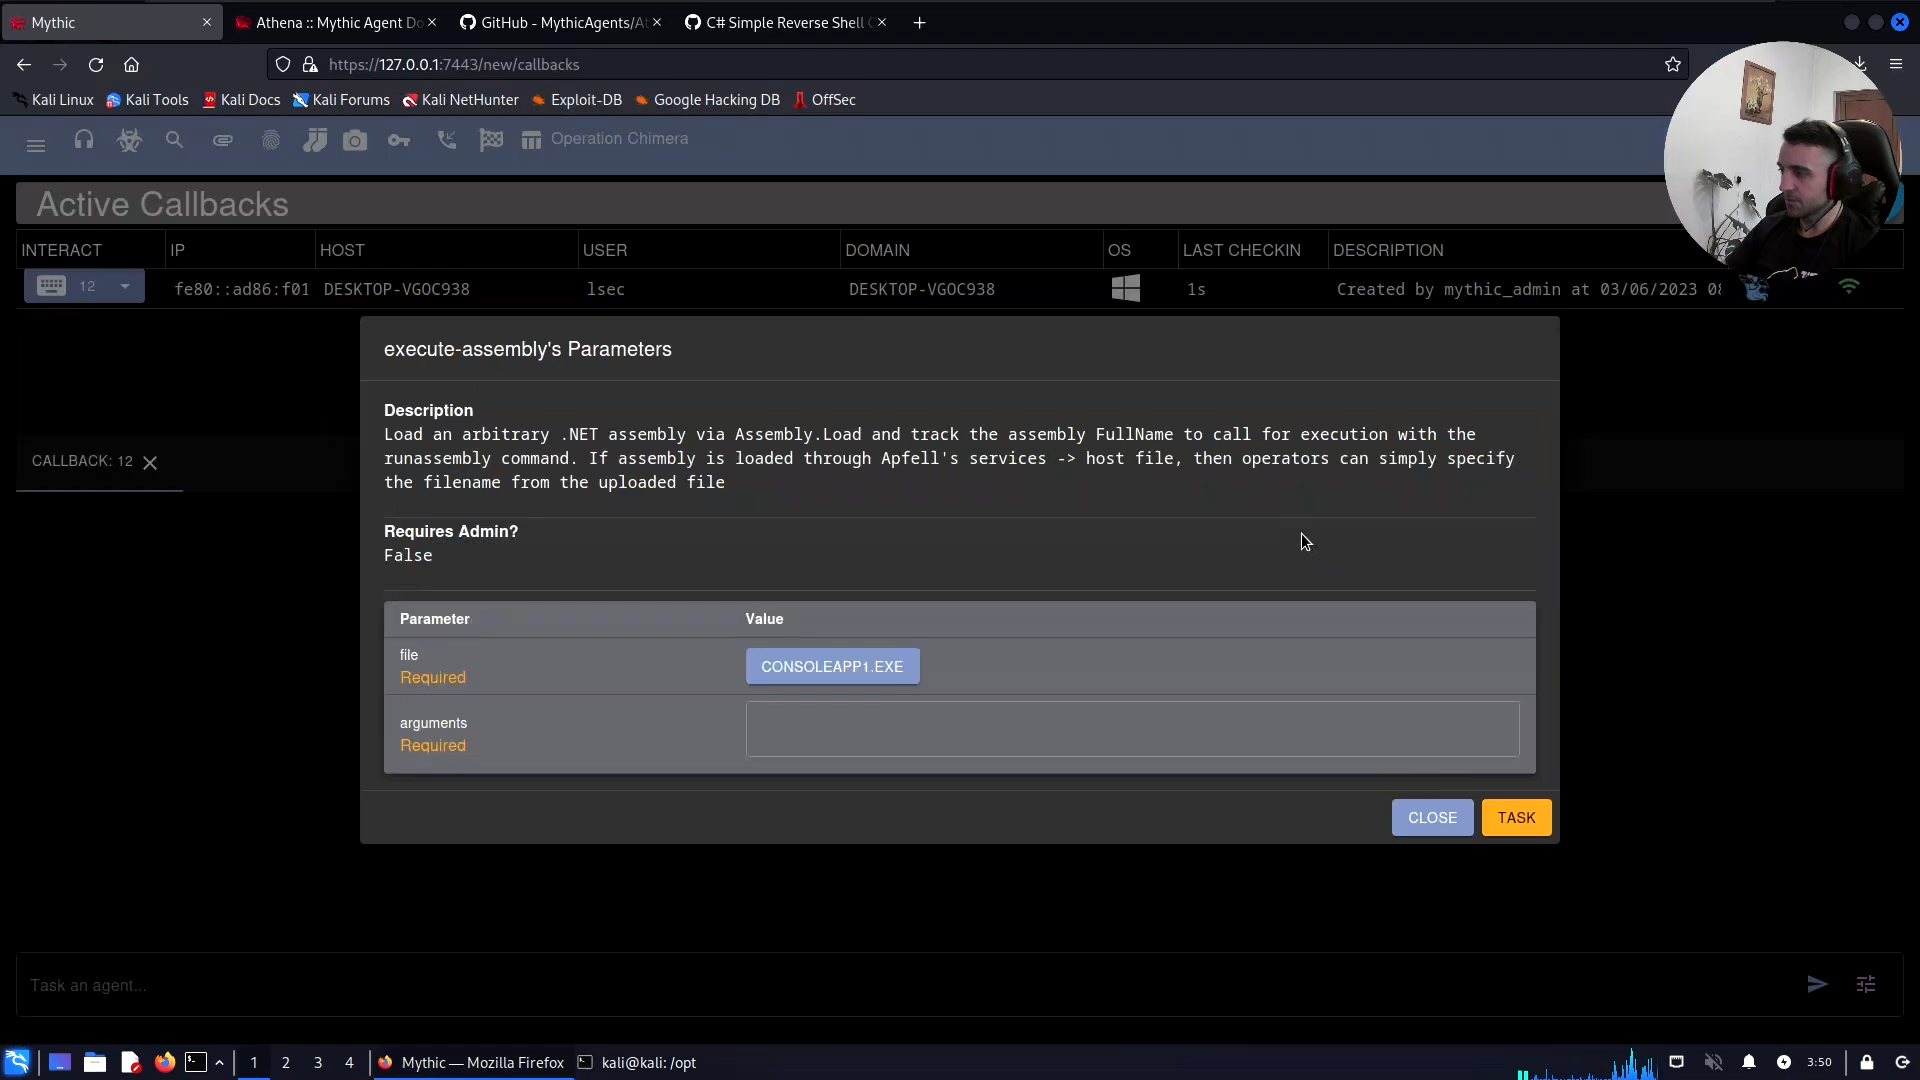 Mythic
Athena :: Mythic Agent Do
GitHub - MythicAgents/At
C# Simple Reverse Shell C
https://127.0.0.1:7443/new/callbacks
Kali Linux
Kali Tools
Kali Docs
Kali Forums
Kali NetHunter
Exploit-DB
Google Hacking DB
OffSec
Operation Chimera
Active Callbacks
INTERACT IP HOST USER DOMAIN OS LAST CHECKIN DESCRIPTION
12 fe80::ad86:f01 DESKTOP-VGOC938 lsec DESKTOP-VGOC938 1s Created by mythic_admin at 03/06/2023 08
execute-assembly's Parameters
Description
Load an arbitrary .NET assembly via Assembly.Load and track the assembly FullName to call for execution with the
runassembly command. If assembly is loaded through Apfell's services -> host file, then operators can simply specify
the filename from the uploaded file
CALLBACK: 12
Requires Admin?
False
Parameter Value
file
Required
CONSOLEAPP1.EXE
arguments
Required
CLOSE TASK
Task an agent...
1 2 3 4
Mythic — Mozilla Firefox
kali@kali: /opt
3:50